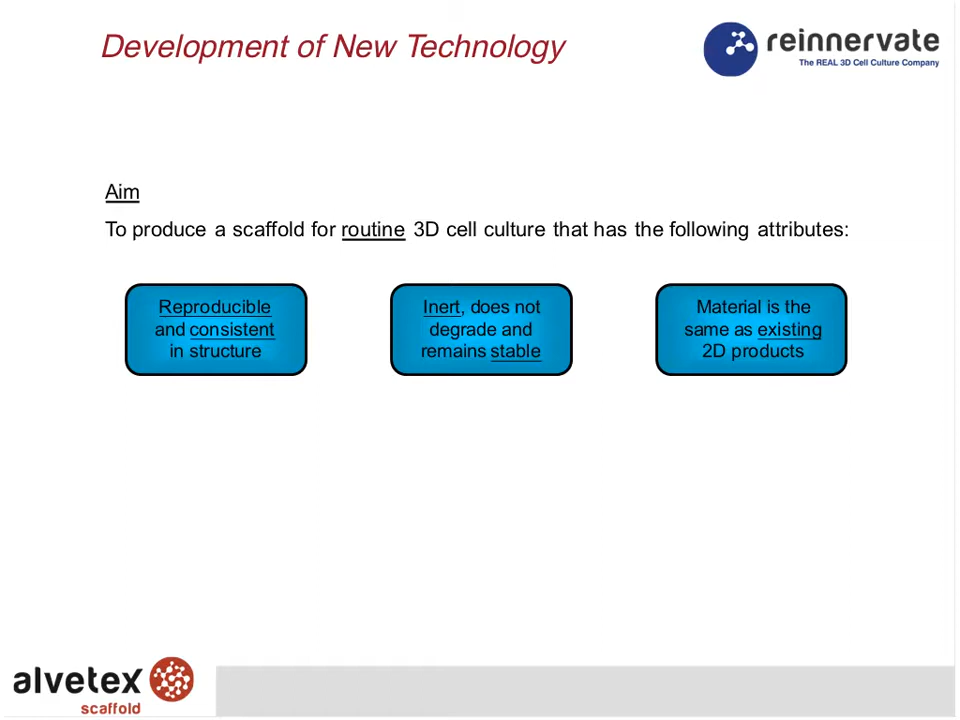 Development of New Technology
reinnervate
The REAL 3D Cell Culture Company
Aim
To produce a scaffold for routine 3D cell culture that has the following attributes:
Reproducible
and consistent
in structure
Inert, does not
degrade and
remains stable
Material is the
same as existing
2D products
alvetex
scaffold